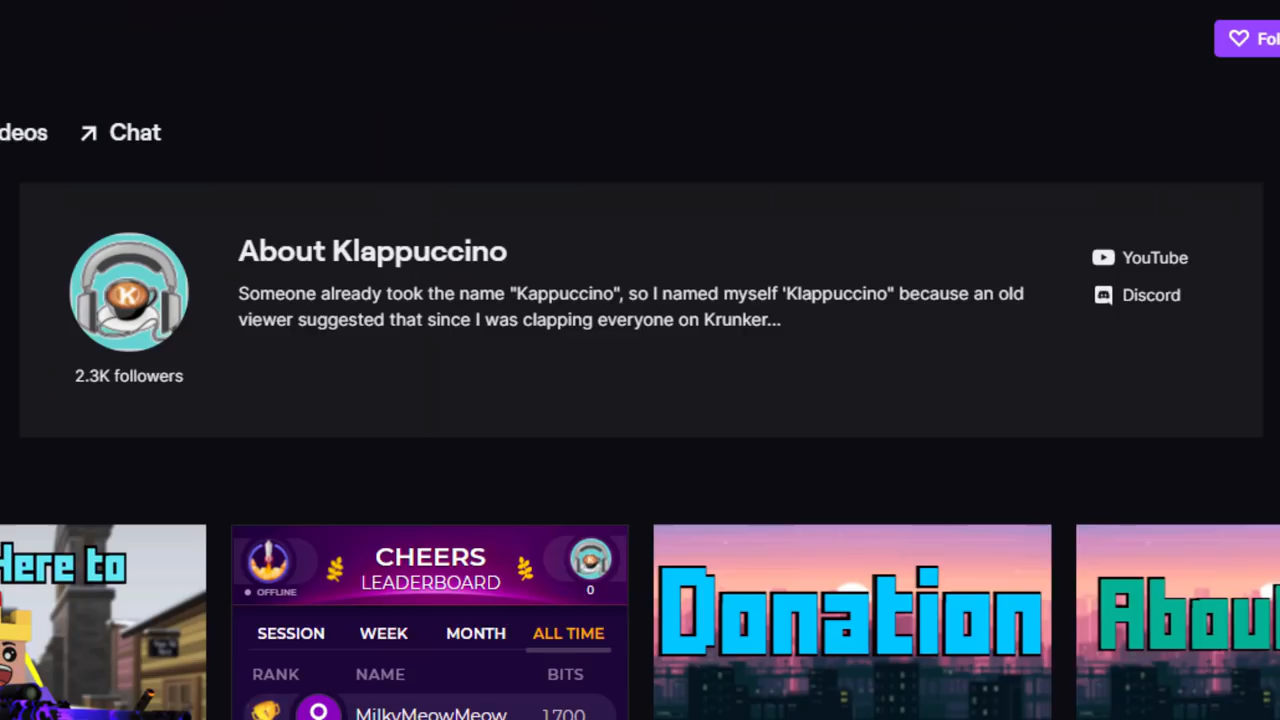 Fol
deos
Chat
About Klappuccino
Someone already took the name "Kappuccino", so I named myself 'Klappuccino" because an old
viewer suggested that since I was clapping everyone on Krunker...
YouTube
Discord
K
2.3K followers
Here to
CHEERS
LEADERBOARD
OFFLINE
0
SESSION
WEEK
MONTH
ALL TIME
RANK
NAME
BITS
MilkyMeowMeow
1700
Donation
Abou